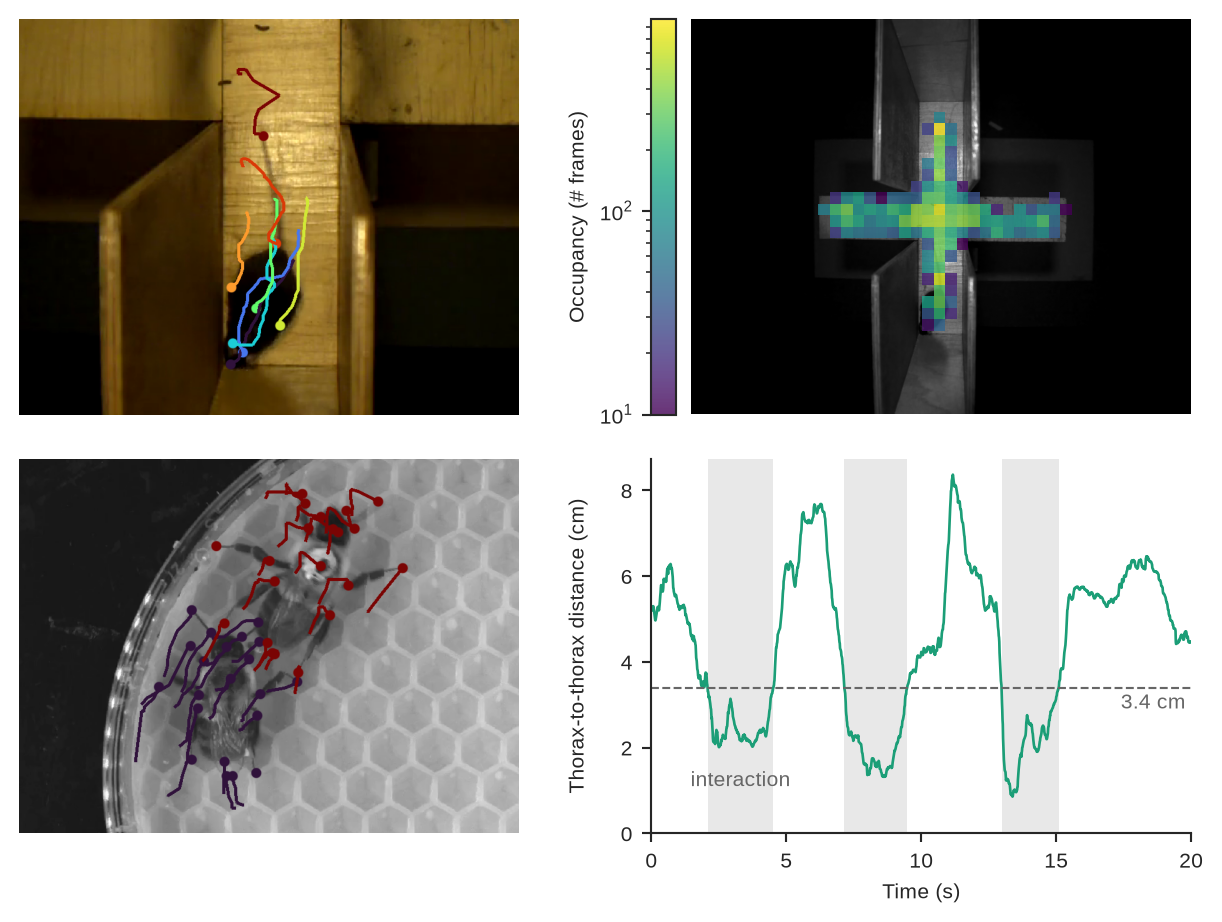 Occupancy (# frames)
10²
10¹
Thorax-to-thorax distance (cm)
8
6
4
2
0
3.4 cm
interaction
0 5 10 15 20
Time (s)